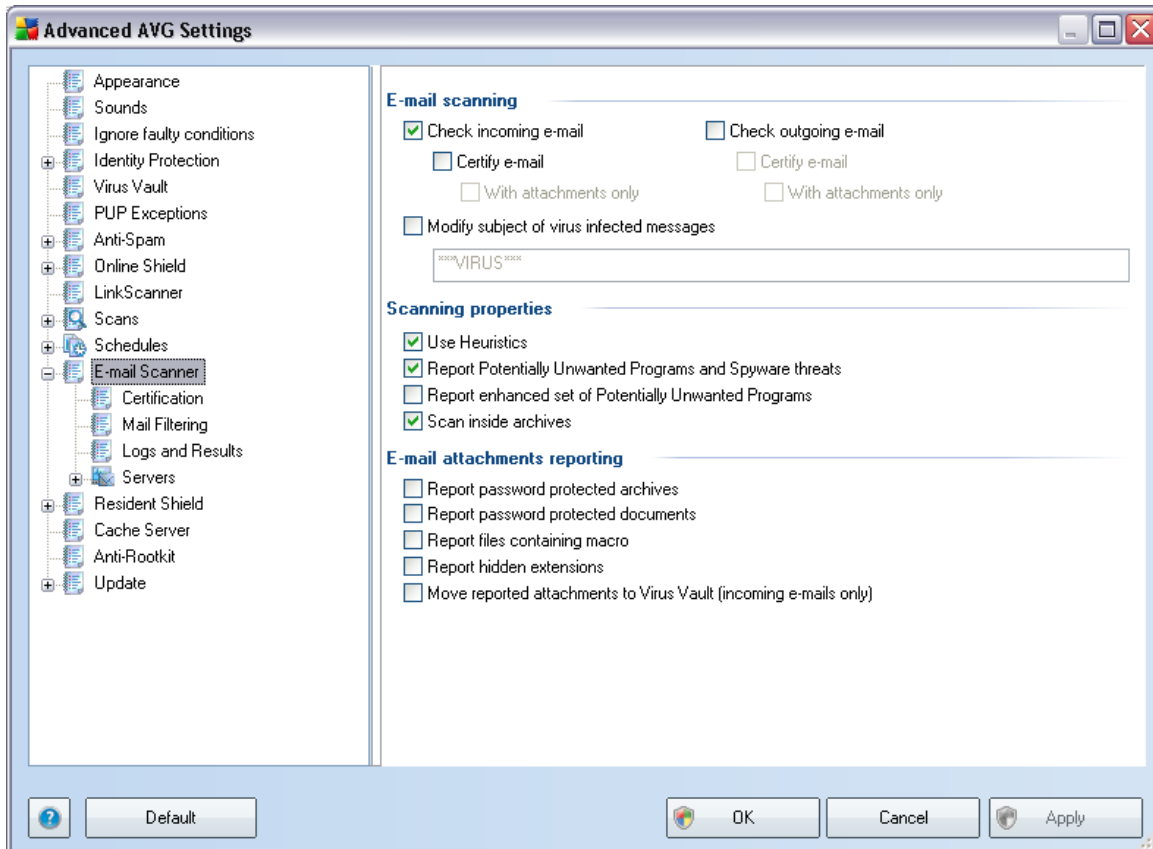 Advanced AVG Settings
Appearance
Sounds
Ignore faulty conditions
Identity Protection
Virus Vault
PUP Exceptions
Anti-Spam
Online Shield
LinkScanner
Scans
Schedules
E-mail Scanner
Certification
Mail Filtering
Logs and Results
Servers
Resident Shield
Cache Server
Anti-Rootkit
Update
E-mail scanning
Check incoming e-mail
Check outgoing e-mail
Certify e-mail
Certify e-mail
With attachments only
With attachments only
Modify subject of virus infected messages
***VIRUS***
Scanning properties
Use Heuristics
Report Potentially Unwanted Programs and Spyware threats
Report enhanced set of Potentially Unwanted Programs
Scan inside archives
E-mail attachments reporting
Report password protected archives
Report password protected documents
Report files containing macro
Report hidden extensions
Move reported attachments to Virus Vault (incoming e-mails only)
?
Default
OK
Cancel
Apply